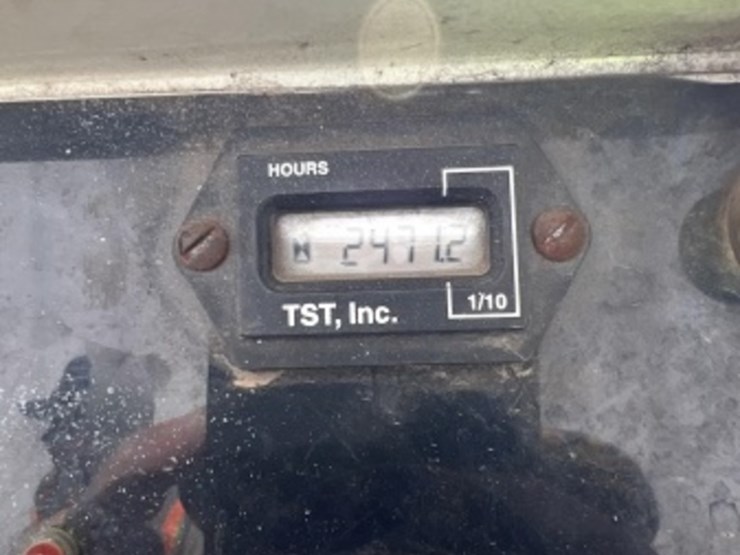 HOURS
2471.2
TST, Inc.
1/10